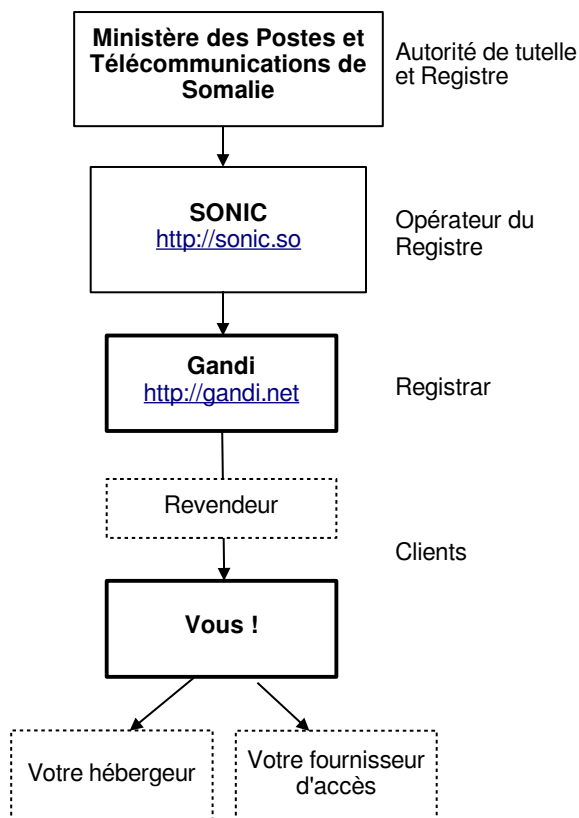 Ministère des Postes et
Télécommunications de
Somalie
Autorité de tutelle
et Registre
SONIC
http://sonic.so
Opérateur du
Registre
Gandi
http://gandi.net
Registrar
Revendeur
Clients
Vous !
Votre hébergeur
Votre fournisseur
d'accès